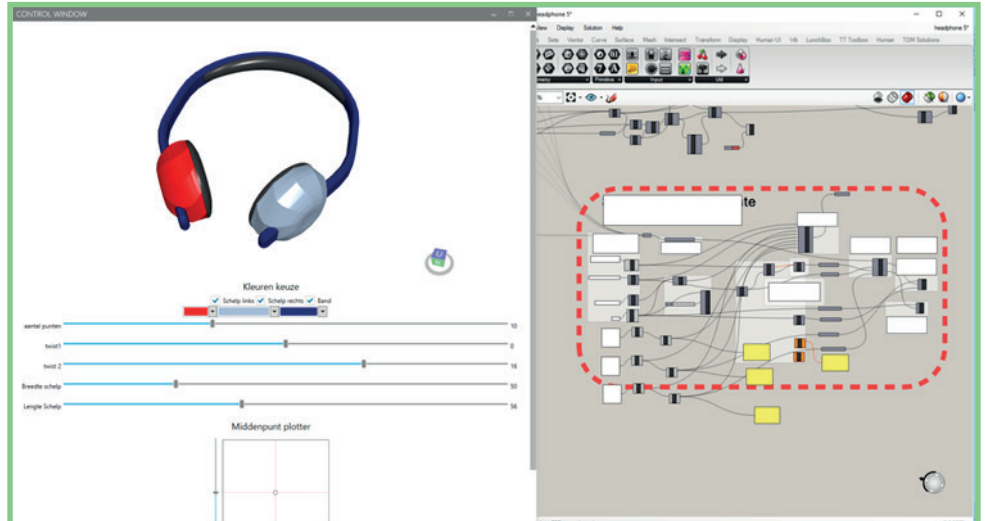 CONTROL WINDOW
Kleuren keuze
Schelp links Schelp rechts Band
aantal punten 10
twist1 0
twist 2 16
Breedte schelp 50
Lengte Schelp 56
Middenpunt plotter
headphone 5*
View Display Solution Help headphone 5*
Sets Vector Curve Surface Mesh Intersect Transform Display Human UI Vik LunchBox TT Toolbox Human TDM Solutions
Primitive Input Util
te